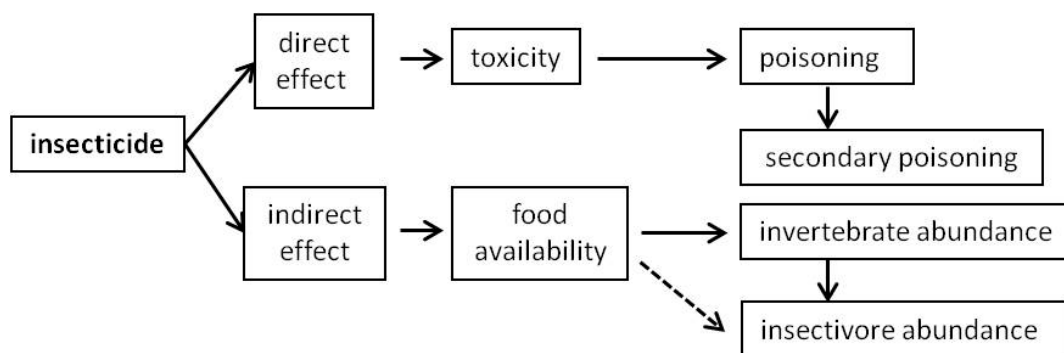 direct
effect
toxicity
poisoning
insecticide
secondary poisoning
indirect
effect
food
availability
invertebrate abundance
insectivore abundance